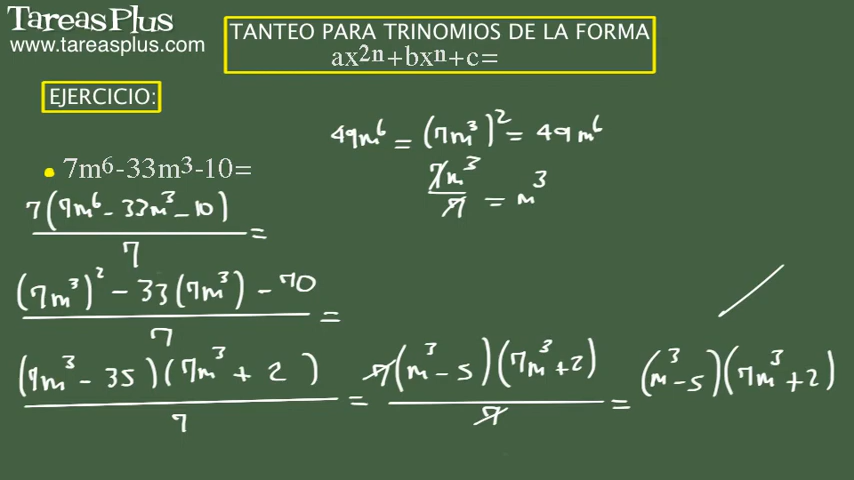 TareasPlus
www.tareasplus.com
TANTEO PARA TRINOMIOS DE LA FORMA
ax²ⁿ+bxⁿ+c=
EJERCICIO:
49m⁶ = (7m³)² = 49m⁶
• 7m⁶-33m³-10=
7m³/7 = m³
7(7m⁶ - 33m³ - 10)/7 =
((7m³)² - 33(7m³) - 70)/7 =
(7m³ - 35)(7m³ + 2)/7 = 7(m³ - 5)(7m³ + 2)/7 = (m³ - 5)(7m³ + 2)